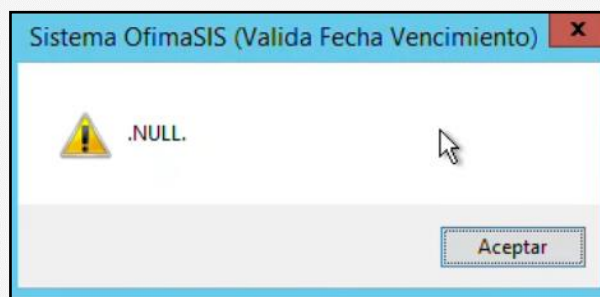 Sistema OfimaSIS (Valida Fecha Vencimiento)
x
.NULL.
Aceptar